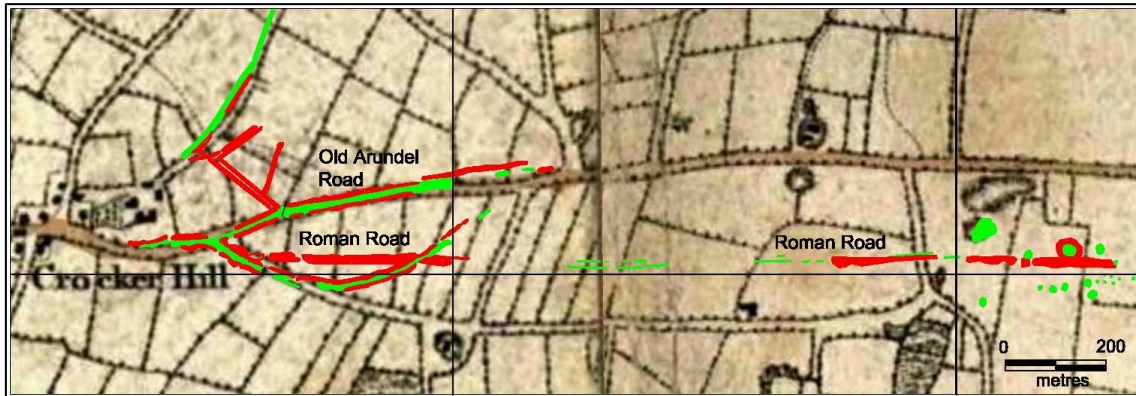 Old Arundel
Road
Roman Road
Roman Road
Crocker Hill
0 200
metres